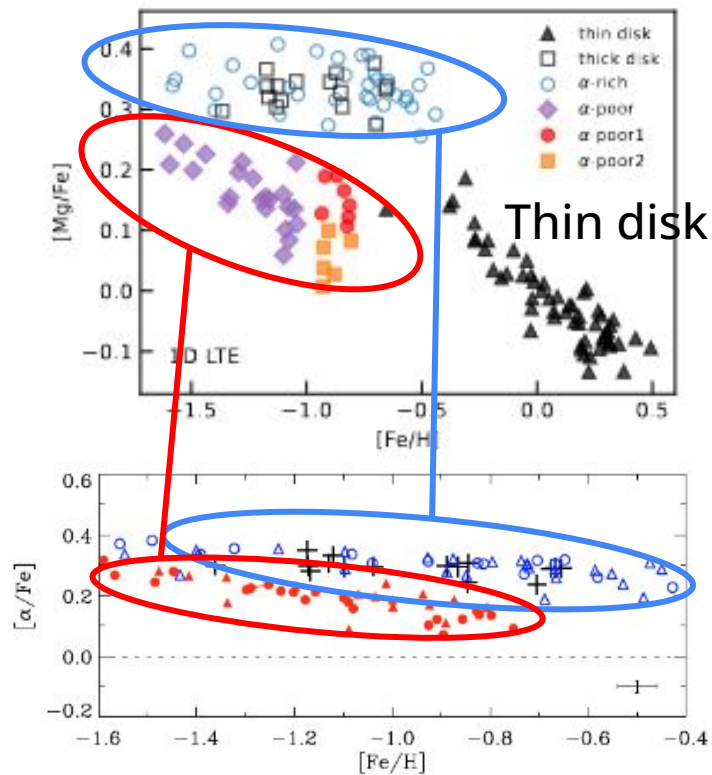 0.4
0.3
0.2
0.1
0.0
−0.1
[Mg/Fe]
thin disk
thick disk
α-rich
α-poor
α-poor1
α-poor2
Thin disk
1D LTE
−1.5 −1.0 −0.5 0.0 0.5
[Fe/H]
0.6
0.4
0.2
0.0
−0.2
[α/Fe]
−1.6 −1.4 −1.2 −1.0 −0.8 −0.6 −0.4
[Fe/H]